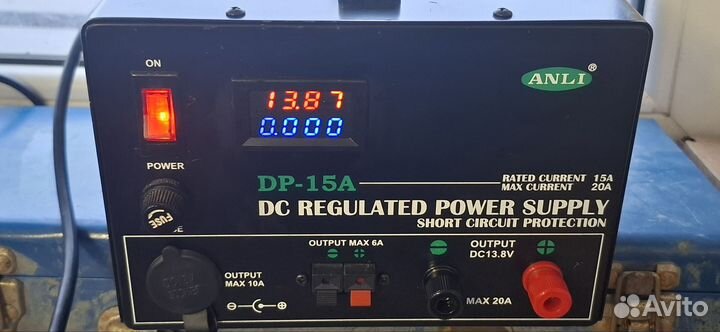 ON
13.87
0.000
ANLI ®
POWER
FUSE
DP-15A
RATED CURRENT 15A
MAX CURRENT 20A
DC REGULATED POWER SUPPLY
SHORT CIRCUIT PROTECTION
OUTPUT MAX 6A
OUTPUT
DC13.8V
OUTPUT
MAX 10A
MAX 20A
Avito